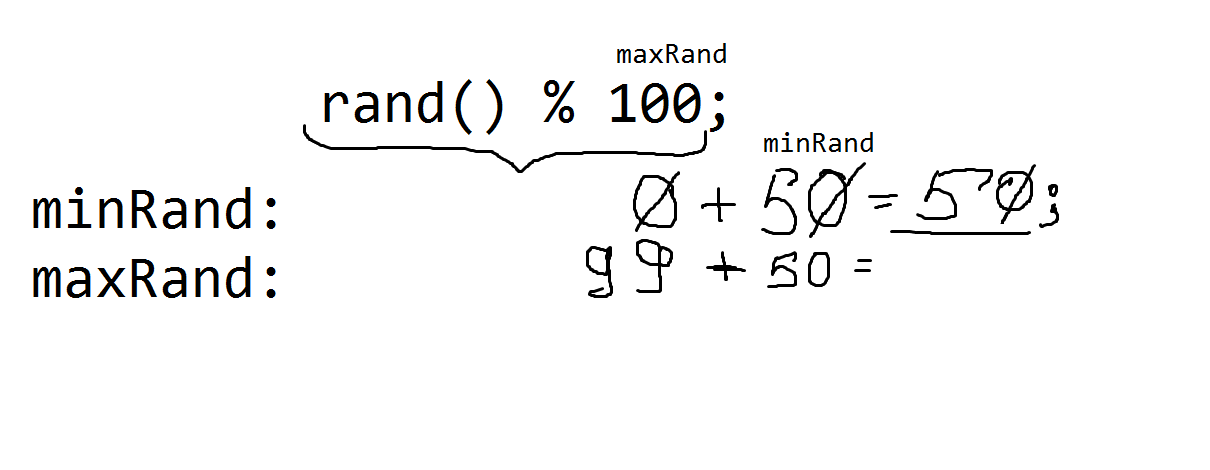 maxRand
rand() % 100;
minRand
minRand: 0 + 50 = 50;
maxRand: 99 + 50 =